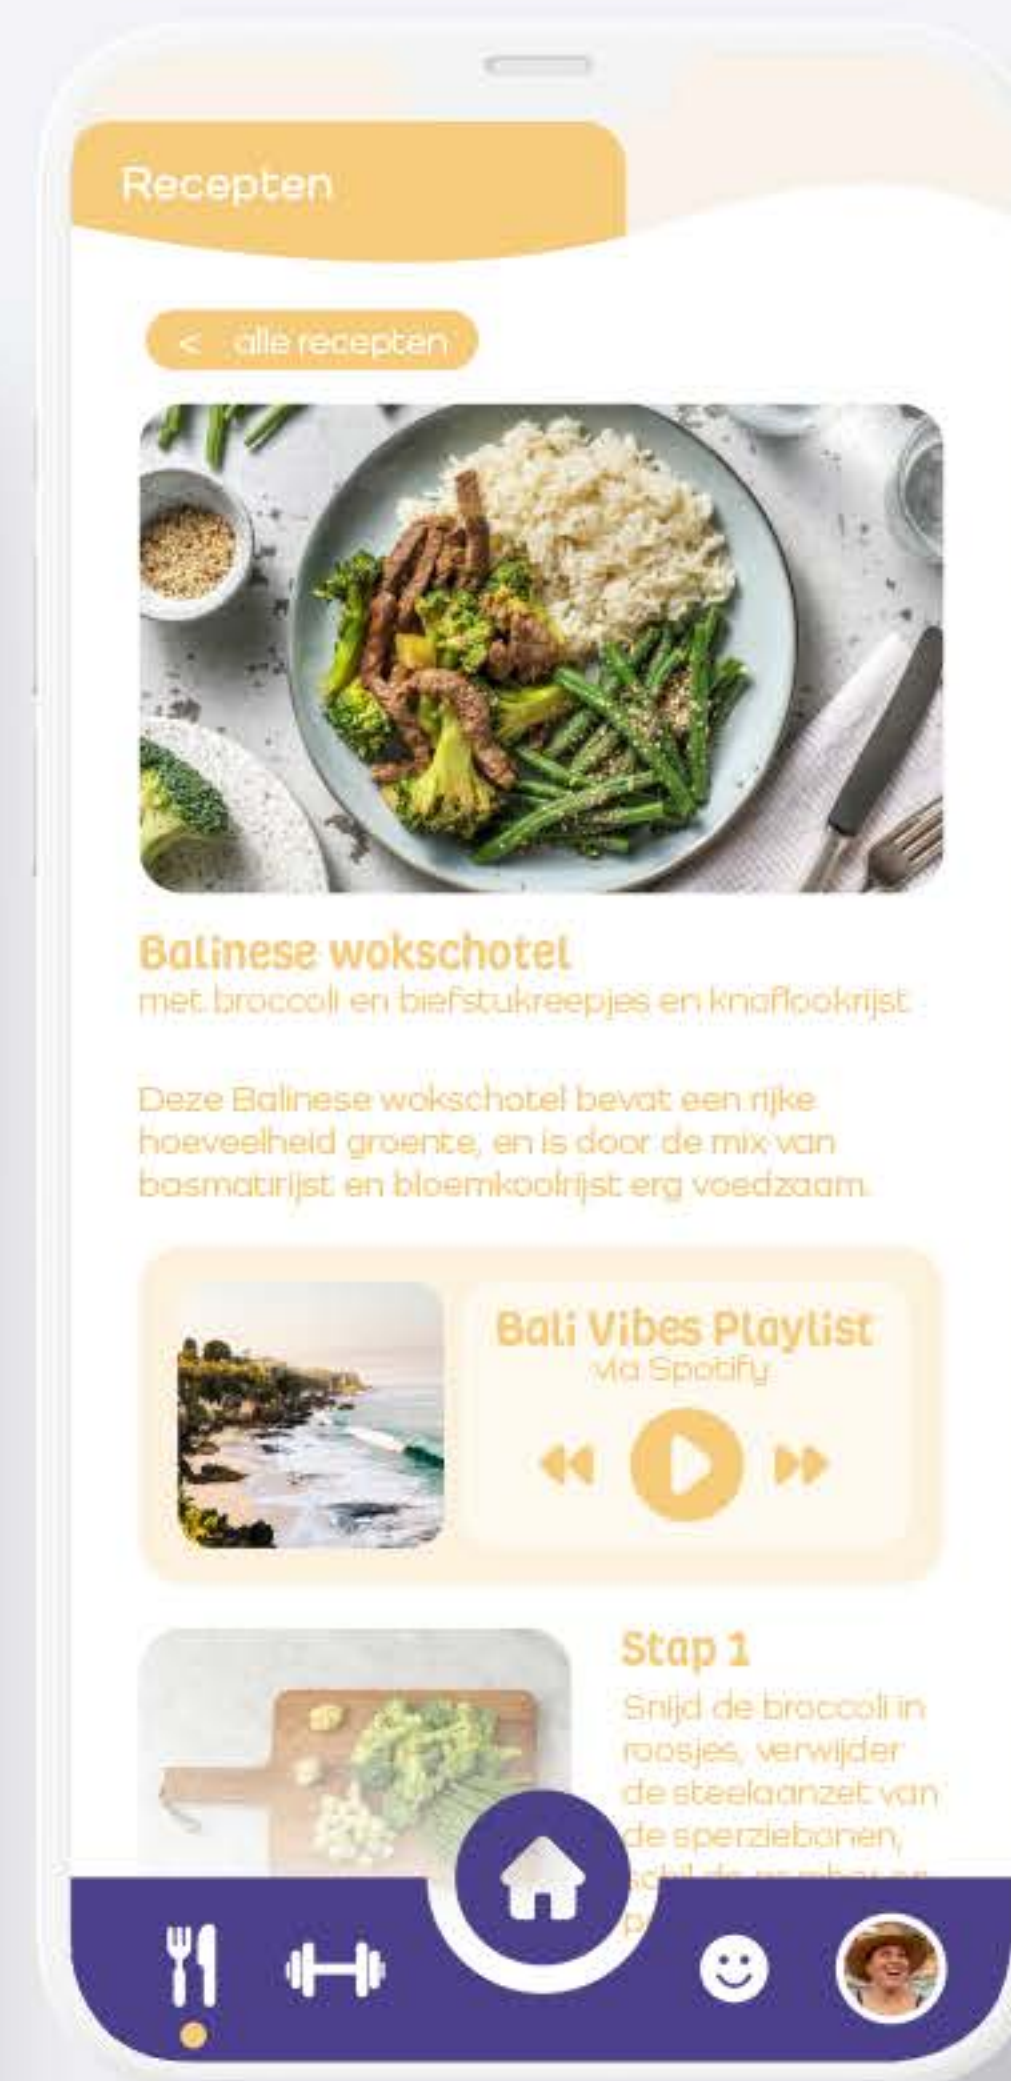 Recepten
< alle recepten
Balinese wokschotel
met broccoli en biefstukreepjes en knoflookrijst
Deze Balinese wokschotel bevat een rijke
hoeveelheid groente, en is door de mix van
basmatirijst en bloemkoolrijst erg voedzaam.
Bali Vibes Playlist
via Spotify
Stap 1
Snijd de broccoli in
roosjes, verwijder
de steelaanzet van
de sperziebonen,